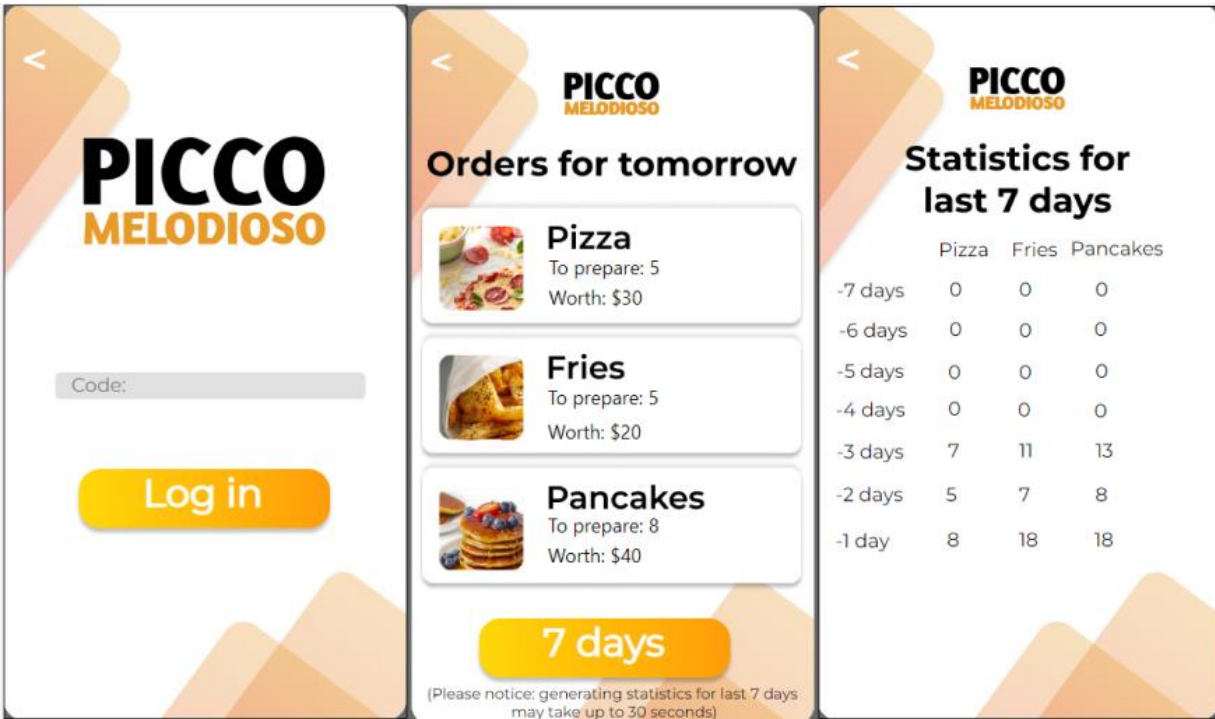 <
PICCO
MELODIOSO
Code:
Log in
<
PICCO
MELODIOSO
Orders for tomorrow
Pizza
To prepare: 5
Worth: $30
Fries
To prepare: 5
Worth: $20
Pancakes
To prepare: 8
Worth: $40
7 days
(Please notice: generating statistics for last 7 days
may take up to 30 seconds)
<
PICCO
MELODIOSO
Statistics for
last 7 days
Pizza Fries Pancakes
-7 days 0 0 0
-6 days 0 0 0
-5 days 0 0 0
-4 days 0 0 0
-3 days 7 11 13
-2 days 5 7 8
-1 day 8 18 18